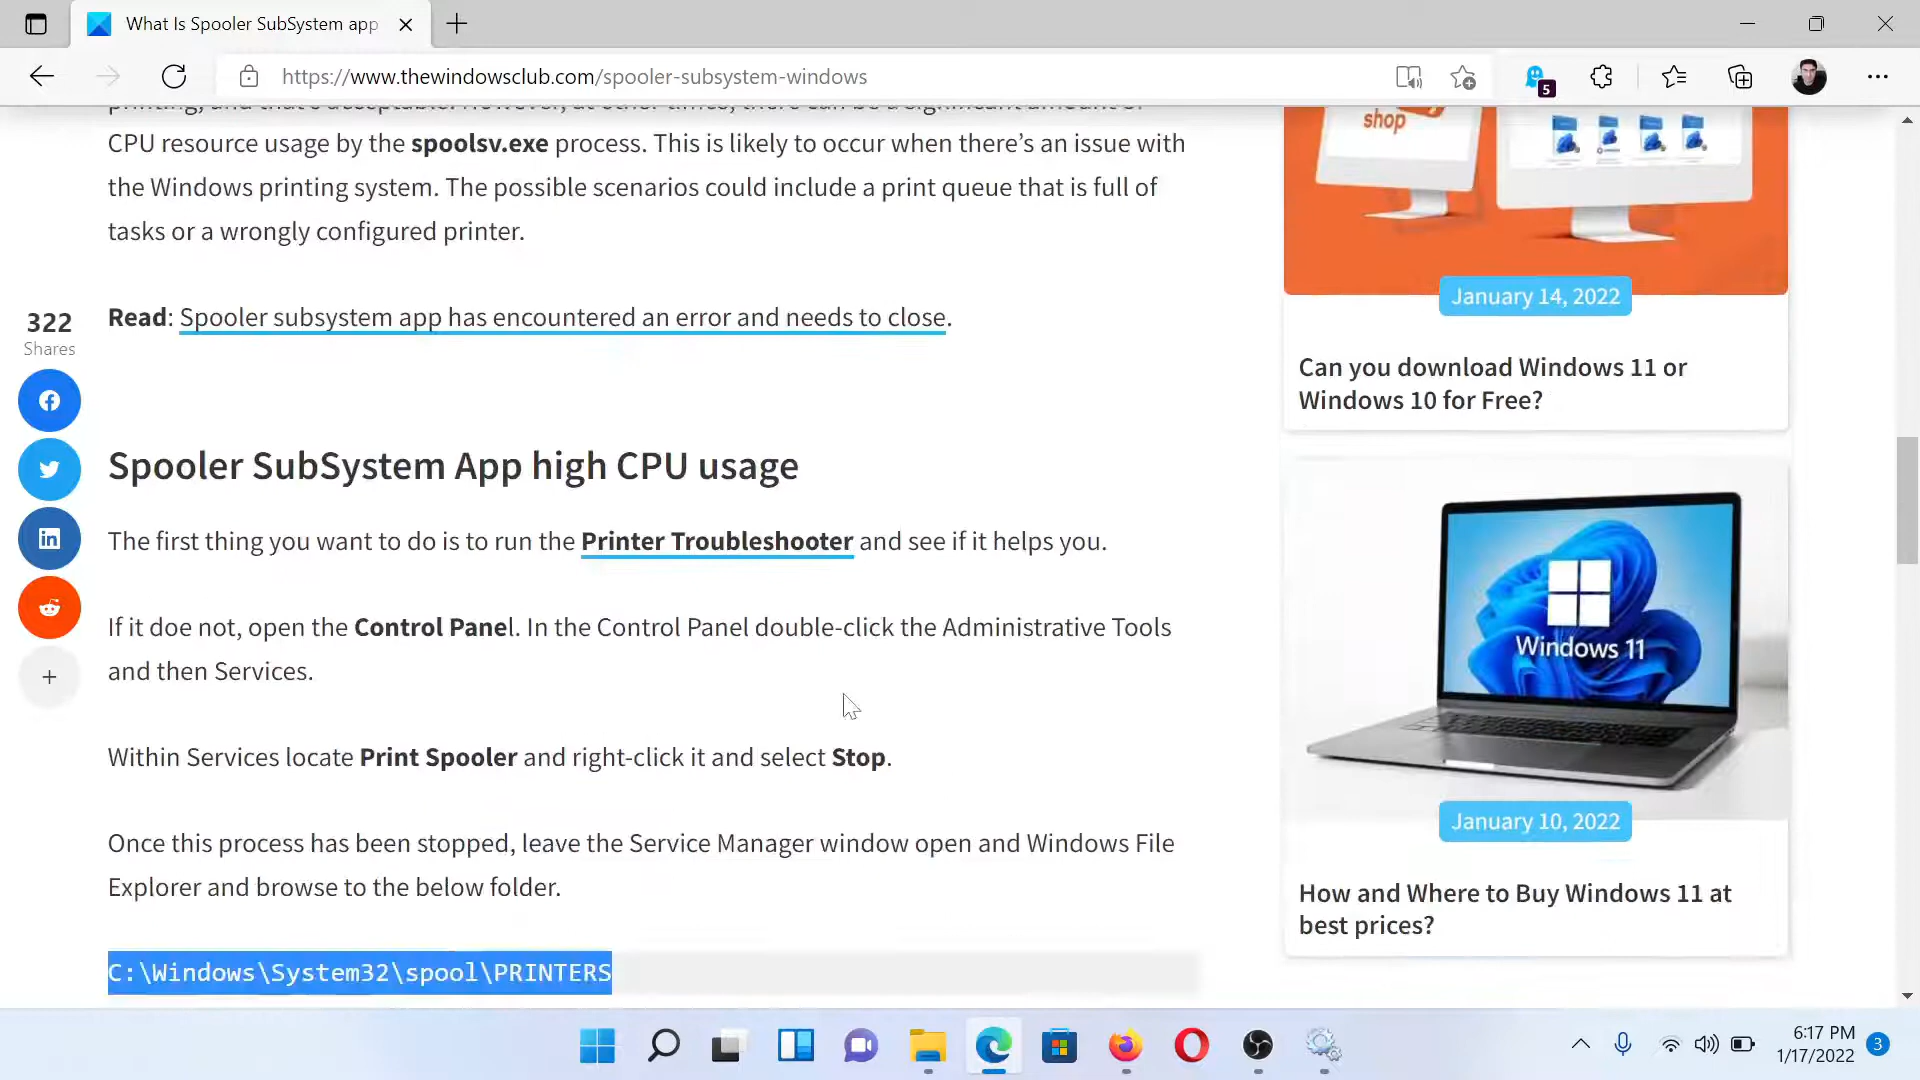 What Is Spooler SubSystem app
https://www.thewindowsclub.com/spooler-subsystem-windows
5
CPU resource usage by the spoolsv.exe process. This is likely to occur when there's an issue with
the Windows printing system. The possible scenarios could include a print queue that is full of
tasks or a wrongly configured printer.
Read: Spooler subsystem app has encountered an error and needs to close.
322
Shares
Spooler SubSystem App high CPU usage
The first thing you want to do is to run the Printer Troubleshooter and see if it helps you.
If it doe not, open the Control Panel. In the Control Panel double-click the Administrative Tools
and then Services.
Within Services locate Print Spooler and right-click it and select Stop.
Once this process has been stopped, leave the Service Manager window open and Windows File
Explorer and browse to the below folder.
C:\Windows\System32\spool\PRINTERS
shop
January 14, 2022
Can you download Windows 11 or
Windows 10 for Free?
Windows 11
January 10, 2022
How and Where to Buy Windows 11 at
best prices?
6:17 PM
1/17/2022
3